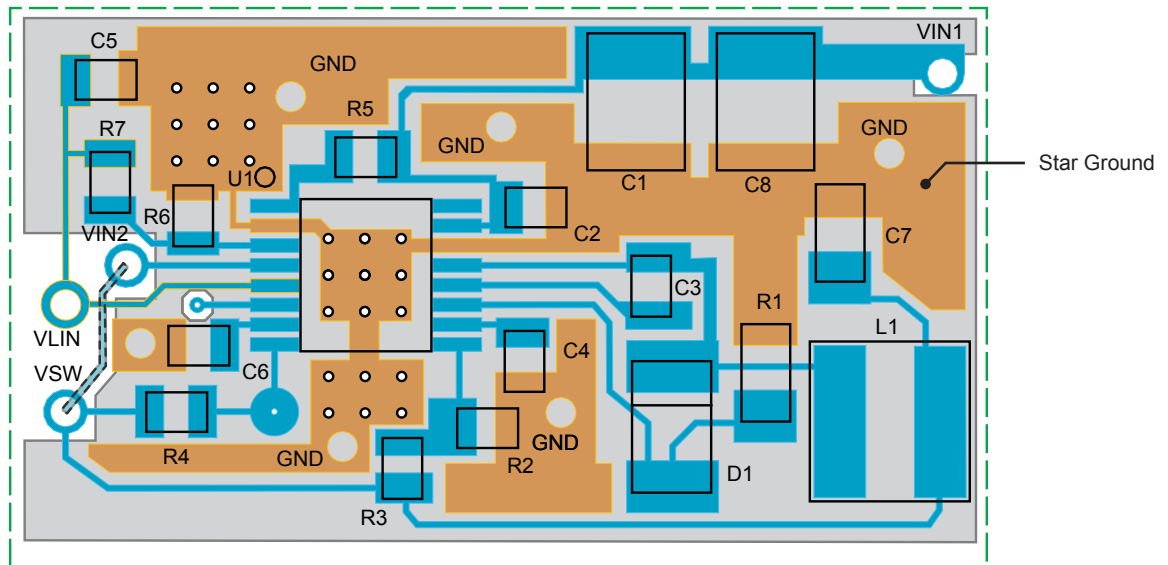 C5
GND
VIN1
R5
R7
GND
GND
Star Ground
U1
C1
C8
R6
VIN2
C2
C7
C3
R1
VLIN
L1
VSW
C6
C4
R4
GND
R2
GND
D1
R3